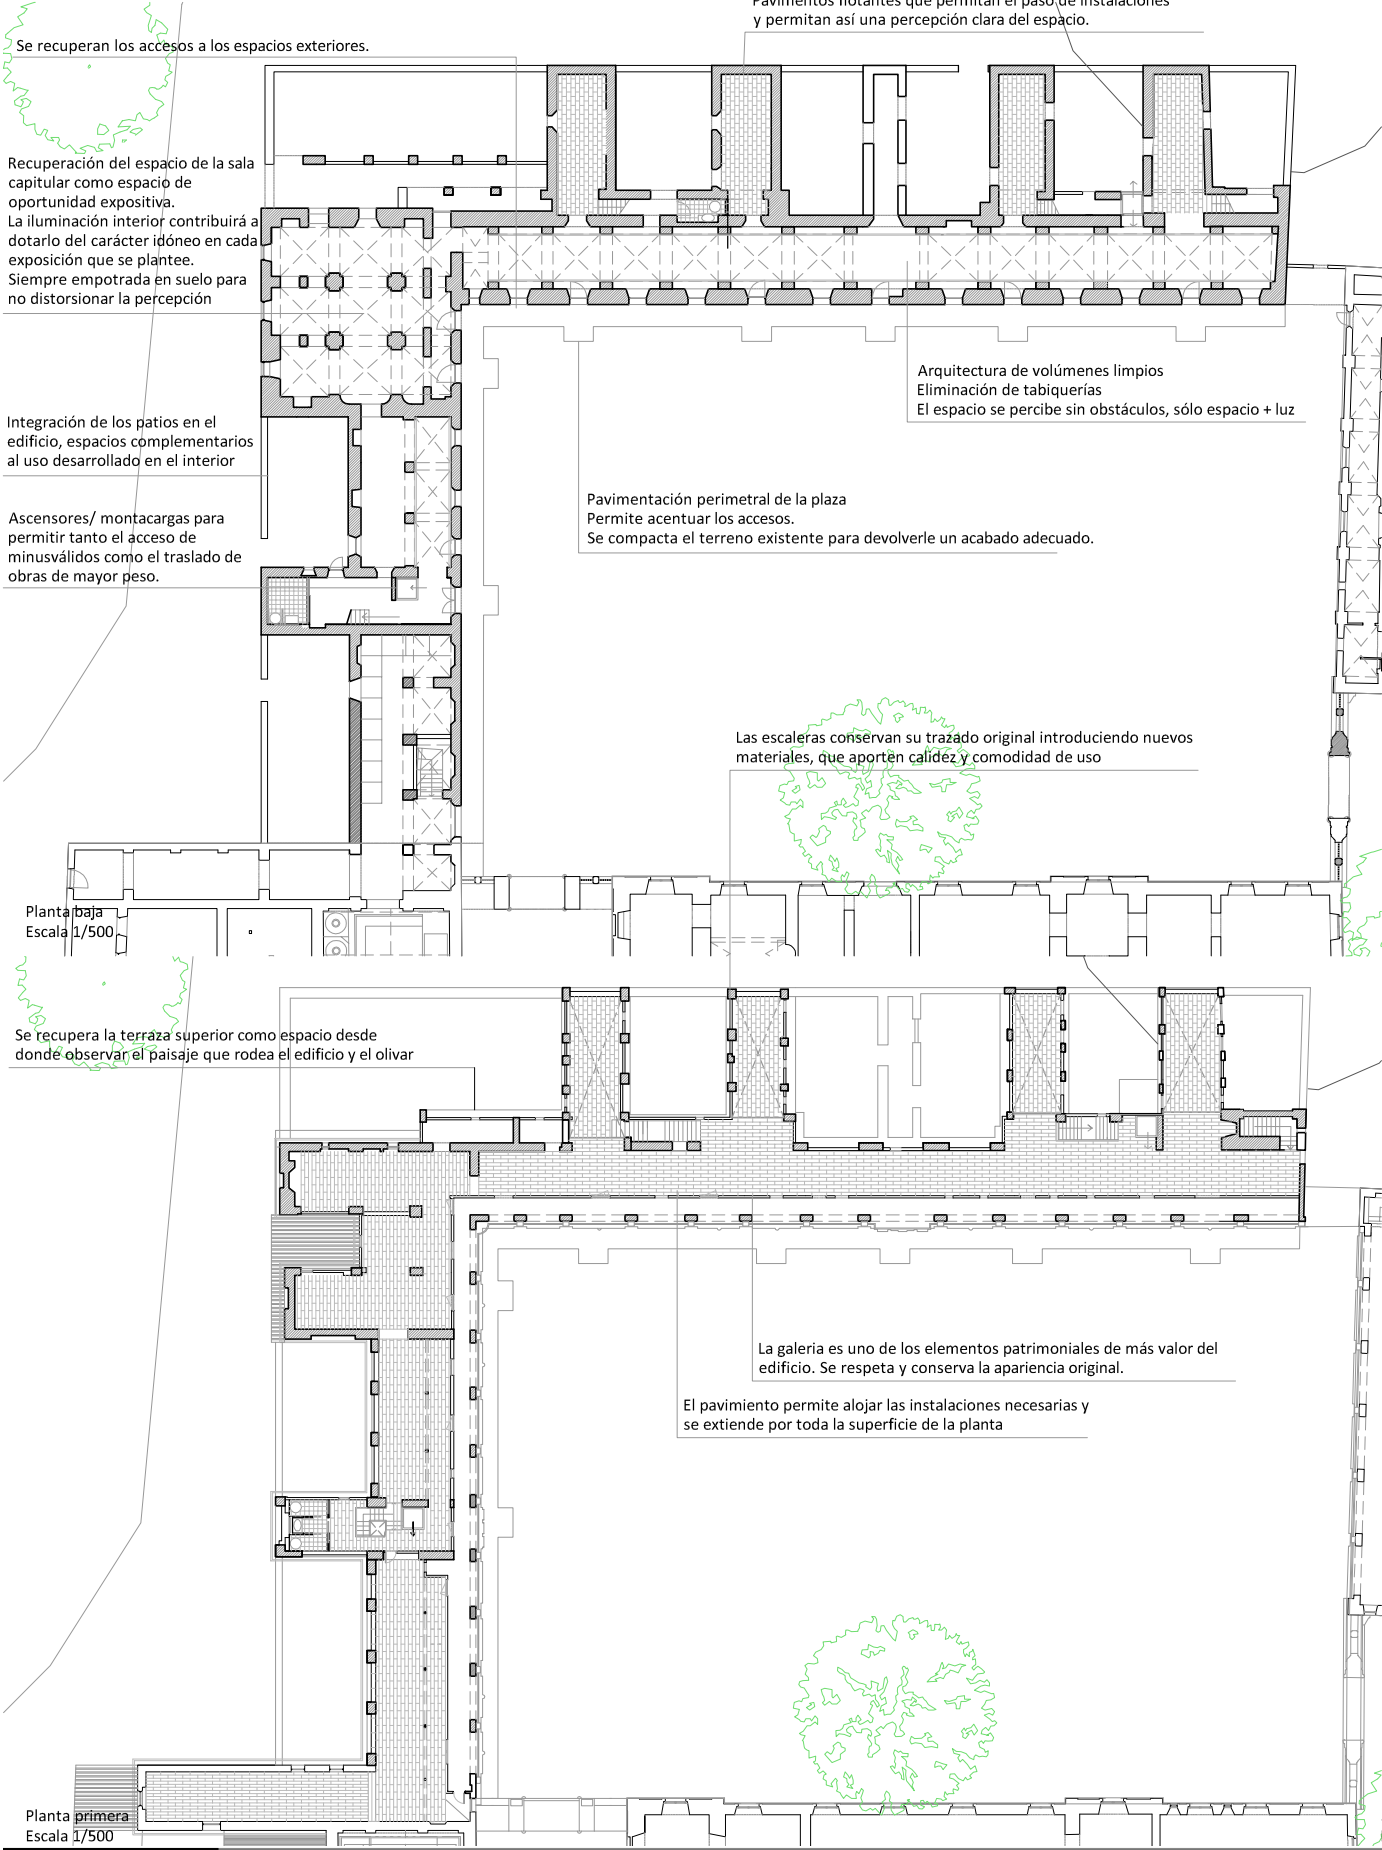 Pavimentos flotantes que permitan el paso de instalaciones
y permitan así una percepción clara del espacio.
Se recuperan los accesos a los espacios exteriores.
Recuperación del espacio de la sala
capitular como espacio de
oportunidad expositiva.
La iluminación interior contribuirá a
dotarlo del carácter idóneo en cada
exposición que se plantee.
Siempre empotrada en suelo para
no distorsionar la percepción
Arquitectura de volúmenes limpios
Eliminación de tabiquerías
El espacio se percibe sin obstáculos, sólo espacio + luz
Integración de los patios en el
edificio, espacios complementarios
al uso desarrollado en el interior
Pavimentación perimetral de la plaza
Permite acentuar los accesos.
Se compacta el terreno existente para devolverle un acabado adecuado.
Ascensores/ montacargas para
permitir tanto el acceso de
minusválidos como el traslado de
obras de mayor peso.
Las escaleras conservan su trazado original introduciendo nuevos
materiales, que aporten calidez y comodidad de uso
Planta baja
Escala 1/500
Se recupera la terraza superior como espacio desde
donde observar el paisaje que rodea el edificio y el olivar
La galeria es uno de los elementos patrimoniales de más valor del
edificio. Se respeta y conserva la apariencia original.
El pavimiento permite alojar las instalaciones necesarias y
se extiende por toda la superficie de la planta
Planta primera
Escala 1/500